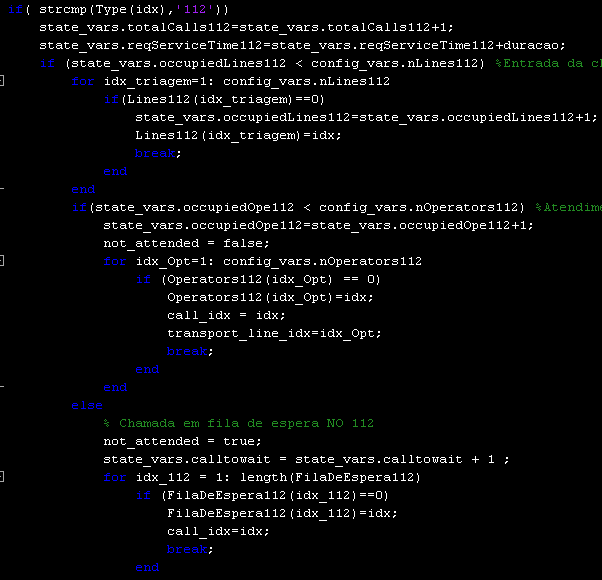 if( strcmp(Type(idx),'112'))
state_vars.totalCalls112=state_vars.totalCalls112+1;
state_vars.reqServiceTime112=state_vars.reqServiceTime112+duracao;
if (state_vars.occupiedLines112 < config_vars.nLines112) %Entrada da
for idx_triagem=1: config_vars.nLines112
if(Lines112(idx_triagem)==0)
state_vars.occupiedLines112=state_vars.occupiedLines112+1;
Lines112(idx_triagem)=idx;
break;
end
end
if(state_vars.occupiedOpe112 < config_vars.nOperators112) %Atendime
state_vars.occupiedOpe112=state_vars.occupiedOpe112+1;
not_attended = false;
for idx_Opt=1: config_vars.nOperators112
if (Operators112(idx_Opt) == 0)
Operators112(idx_Opt)=idx;
call_idx = idx;
transport_line_idx=idx_Opt;
break;
end
end
else
% Chamada em fila de espera NO 112
not_attended = true;
state_vars.calltowait = state_vars.calltowait + 1 ;
for idx_112 = 1: length(FilaDeEspera112)
if (FilaDeEspera112(idx_112)==0)
FilaDeEspera112(idx_112)=idx;
call_idx=idx;
break;
end